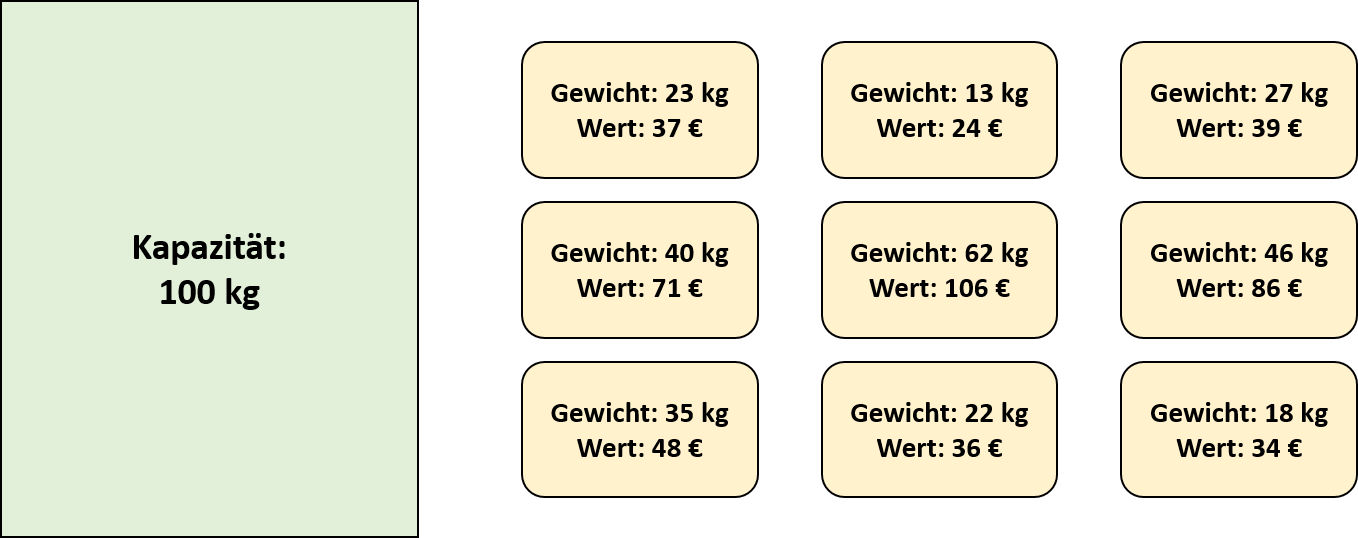 Kapazität:
100 kg
Gewicht: 23 kg
Wert: 37 €
Gewicht: 13 kg
Wert: 24 €
Gewicht: 27 kg
Wert: 39 €
Gewicht: 40 kg
Wert: 71 €
Gewicht: 62 kg
Wert: 106 €
Gewicht: 46 kg
Wert: 86 €
Gewicht: 35 kg
Wert: 48 €
Gewicht: 22 kg
Wert: 36 €
Gewicht: 18 kg
Wert: 34 €